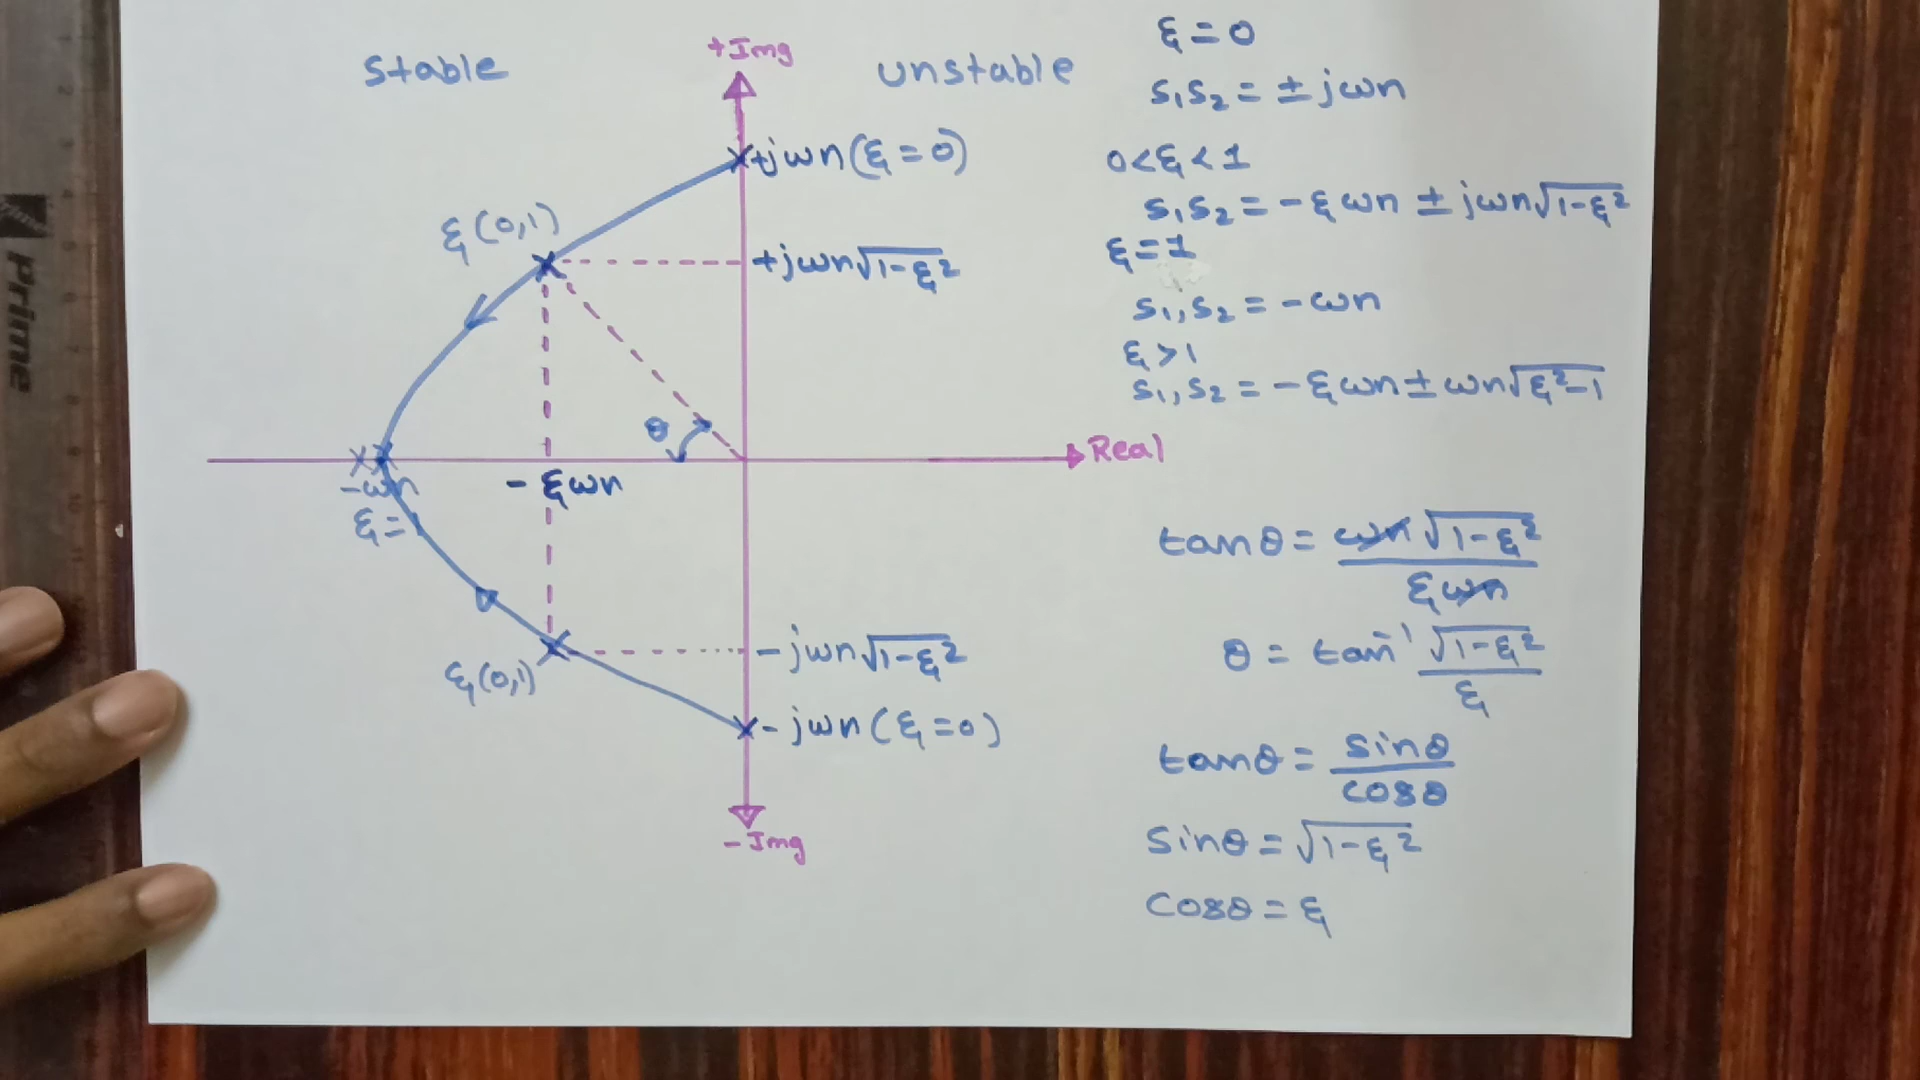 +Img
stable
unstable
+jωn(ξ=0)
ξ(0,1)
+jωn√1-ξ²
θ
Real
-ωn
-ξωn
ξ=1
-jωn√1-ξ²
ξ(0,1)
-jωn(ξ=0)
-Img
ξ=0
s₁s₂=±jωn
0<ξ<1
s₁s₂=-ξωn±jωn√1-ξ²
ξ=1
s₁,s₂=-ωn
ξ>1
s₁,s₂=-ξωn±ωn√ξ²-1
tanθ=ωn√1-ξ²/ξωn
θ=tan⁻¹√1-ξ²/ξ
tanθ=sinθ/cosθ
sinθ=√1-ξ²
cosθ=ξ
Prime